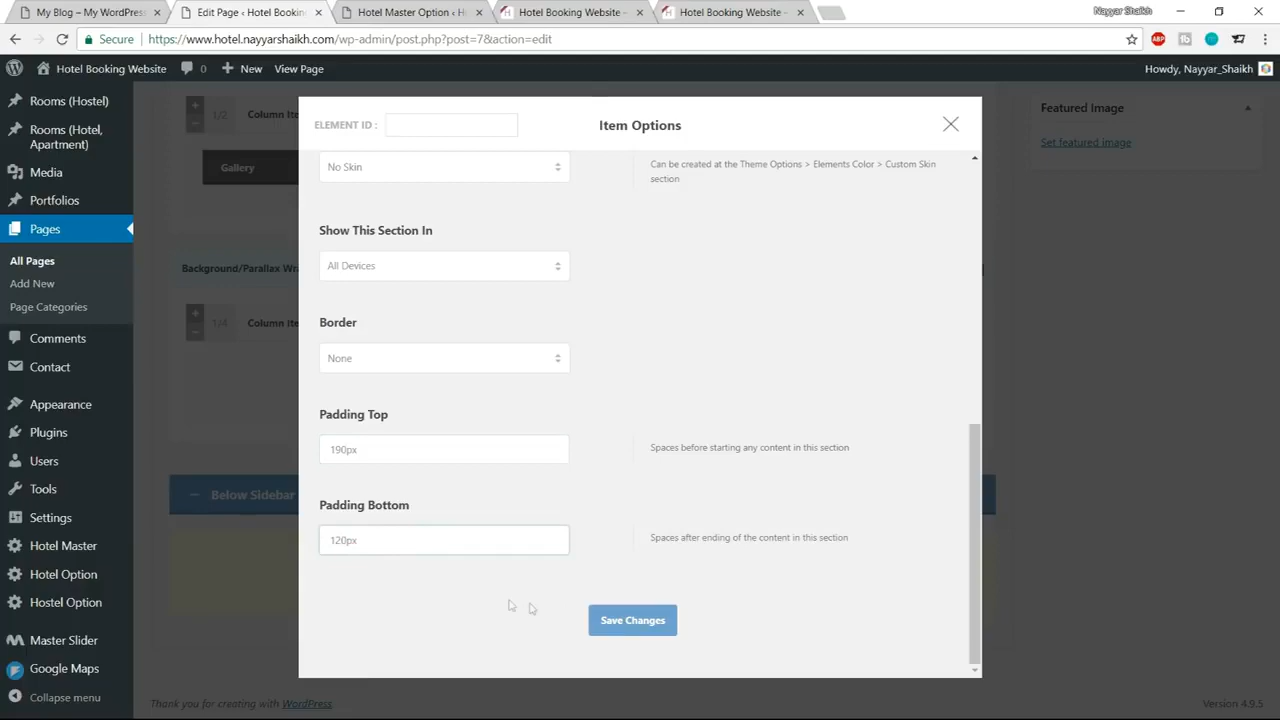 My Blog – My WordPress
Edit Page ‹ Hotel Bookin
Hotel Master Option ‹ H
Hotel Booking Website –
Hotel Booking Website –
Nayyar Shaikh
Secure
https://www.hotel.nayyarshaikh.com/wp-admin/post.php?post=7&action=edit
ABP
Hotel Booking Website
0
New
View Page
Howdy, Nayyar_Shaikh
Rooms (Hostel)
Rooms (Hotel,
Apartment)
Media
Portfolios
Pages
All Pages
Add New
Page Categories
Comments
Contact
Appearance
Plugins
Users
Tools
Settings
Hotel Master
Hotel Option
Hostel Option
Master Slider
Google Maps
Collapse menu
1/2
Column Ite
Gallery
Background/Parallax Wra
1/4
Column Ite
Below Sidebar
Thank you for creating with WordPress.
ELEMENT ID :
Item Options
No Skin
Can be created at the Theme Options > Elements Color > Custom Skin
section
Show This Section In
All Devices
Border
None
Padding Top
190px
Spaces before starting any content in this section
Padding Bottom
120px
Spaces after ending of the content in this section
Save Changes
Featured Image
Set featured image
Version 4.9.5